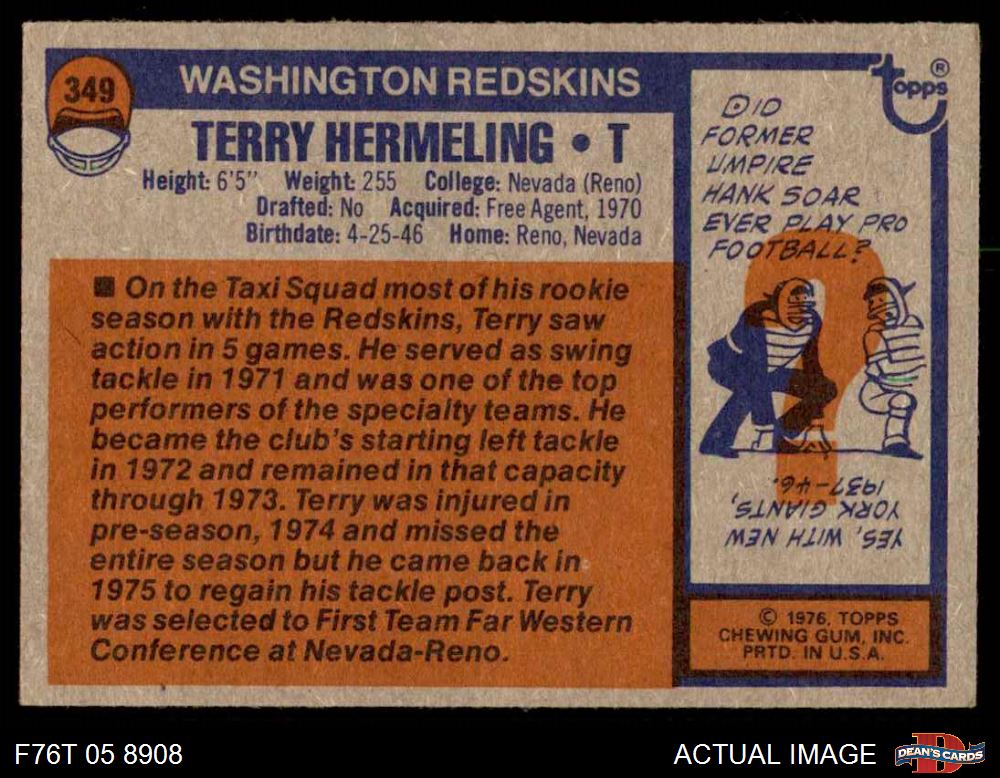 349
WASHINGTON REDSKINS
TERRY HERMELING • T
Height: 6'5" Weight: 255 College: Nevada (Reno)
Drafted: No Acquired: Free Agent, 1970
Birthdate: 4-25-46 Home: Reno, Nevada
■ On the Taxi Squad most of his rookie
season with the Redskins, Terry saw
action in 5 games. He served as swing
tackle in 1971 and was one of the top
performers of the specialty teams. He
became the club's starting left tackle
in 1972 and remained in that capacity
through 1973. Terry was injured in
pre-season, 1974 and missed the
entire season but he came back in
1975 to regain his tackle post. Terry
was selected to First Team Far Western
Conference at Nevada-Reno.
topps®
DID
FORMER
UMPIRE
HANK SOAR
EVER PLAY PRO
FOOTBALL?
?
YES, WITH NEW
YORK GIANTS,
1937-46.
© 1976, TOPPS
CHEWING GUM, INC.
PRTD. IN U.S.A.
F76T 05 8908
ACTUAL IMAGE
DEAN'S CARDS